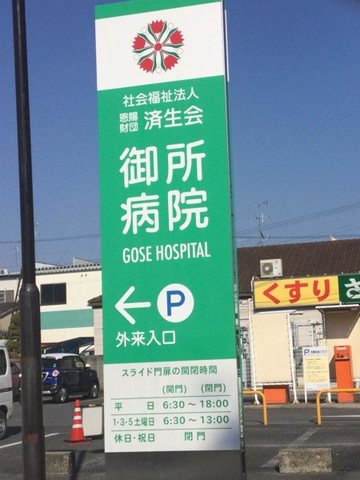 社会福祉法人
恩賜
財団 済生会
御所
病院
GOSE HOSPITAL
← P
外来入口
スライド門扉の開閉時間
(開門) (閉門)
平 日 6:30～18:00
1・3・5土曜日 6:30～13:00
休日・祝日 閉 門
くすり さ